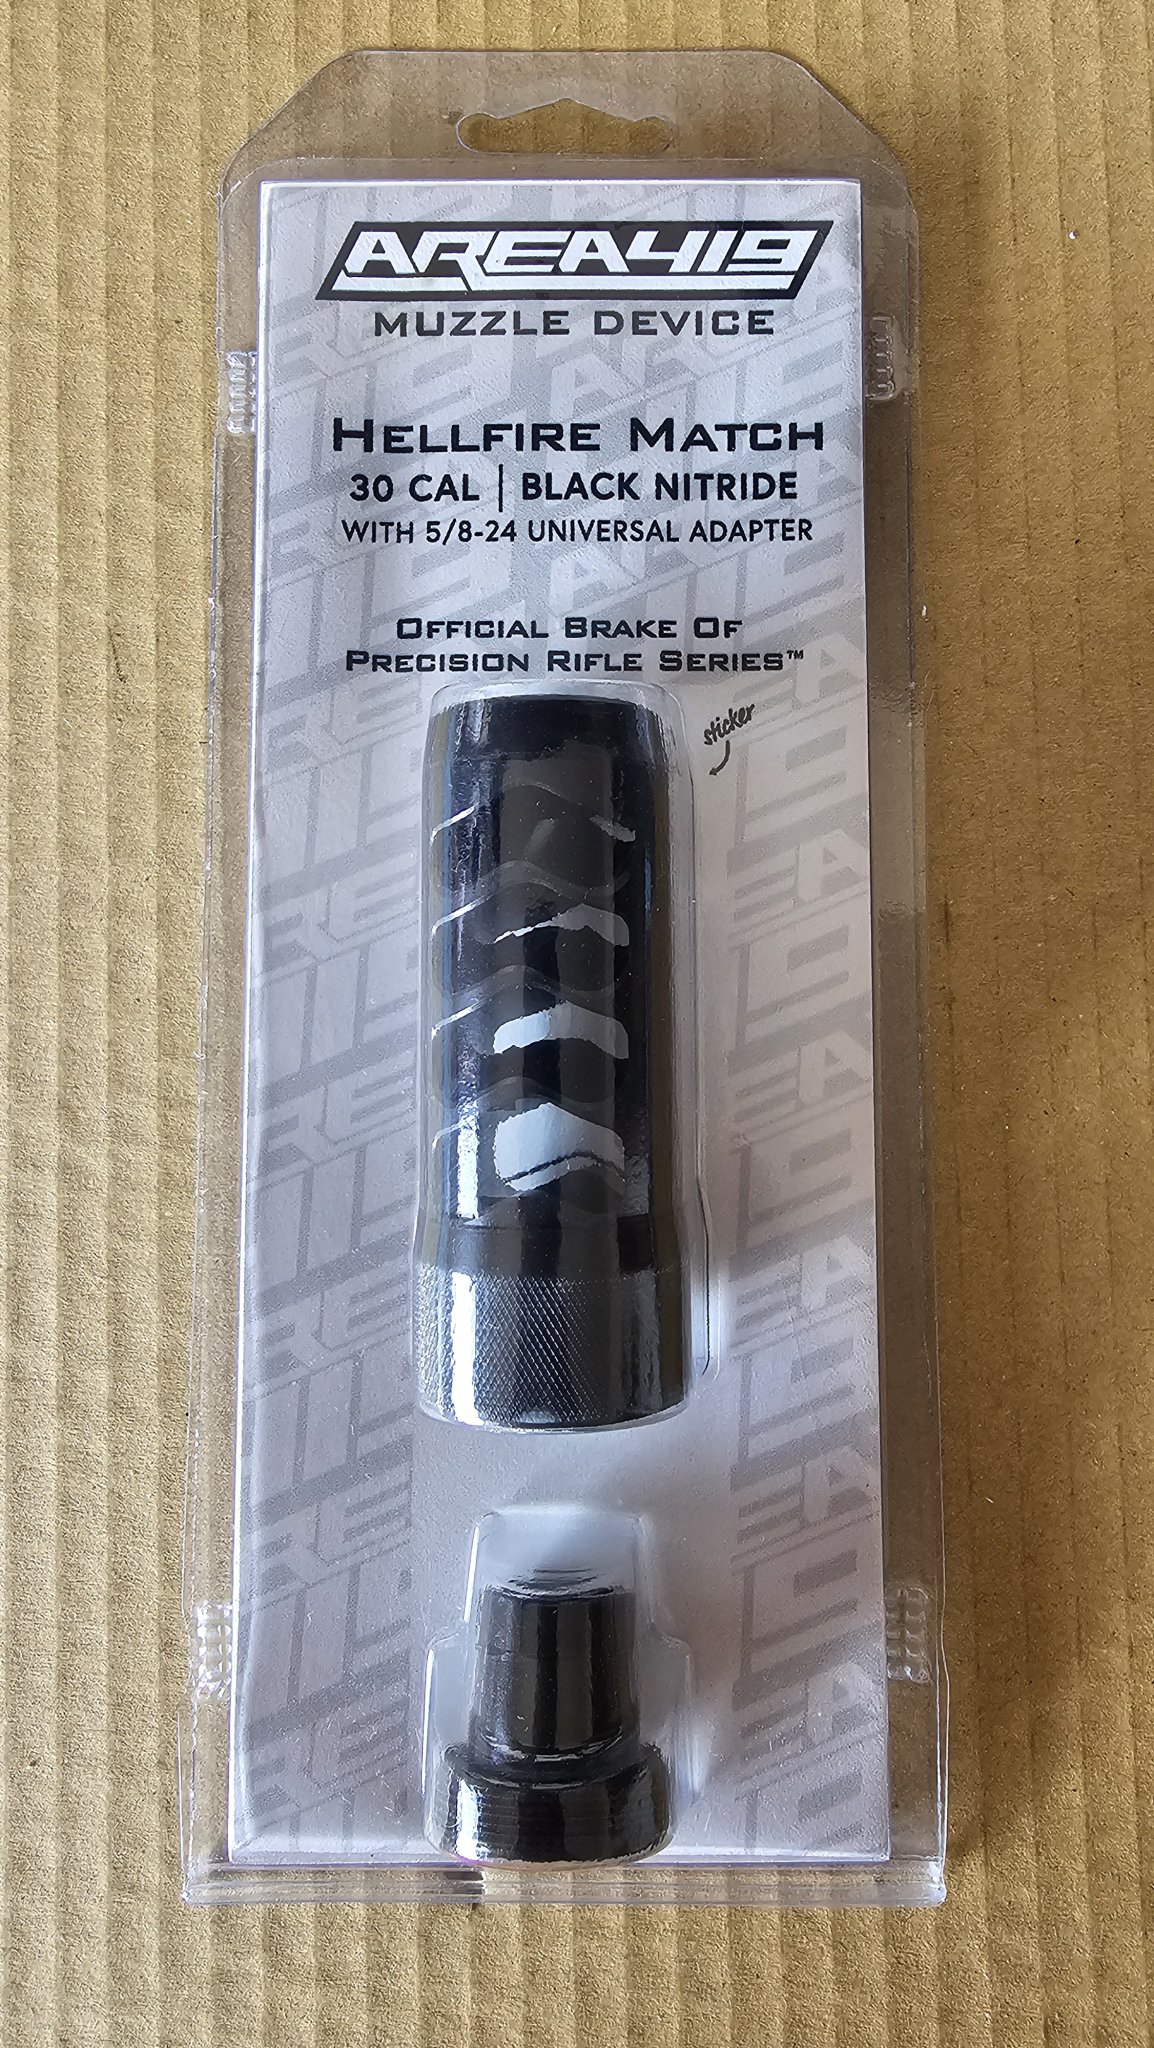 AREA419
MUZZLE DEVICE
HELLFIRE MATCH
30 CAL | BLACK NITRIDE
WITH 5/8-24 UNIVERSAL ADAPTER
OFFICIAL BRAKE OF
PRECISION RIFLE SERIES™
sticker